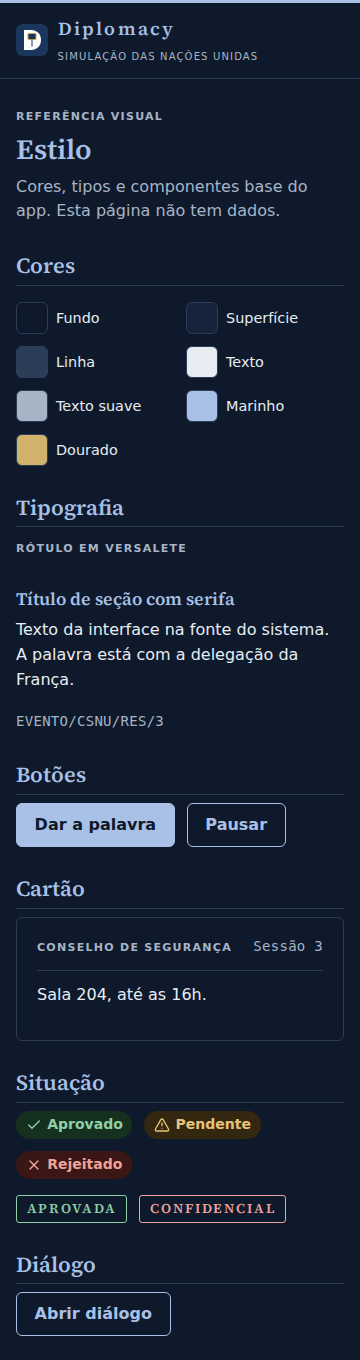 Diplomacy
SIMULAÇÃO DAS NAÇÕES UNIDAS
REFERÊNCIA VISUAL
Estilo
Cores, tipos e componentes base do
app. Esta página não tem dados.
Cores
Fundo
Superfície
Linha
Texto
Texto suave
Marinho
Dourado
Tipografia
RÓTULO EM VERSALETE
Título de seção com serifa
Texto da interface na fonte do sistema.
A palavra está com a delegação da
França.
EVENTO/CSNU/RES/3
Botões
Dar a palavra
Pausar
Cartão
CONSELHO DE SEGURANÇA
Sessão 3
Sala 204, até as 16h.
Situação
Aprovado
Pendente
Rejeitado
APROVADA
CONFIDENCIAL
Diálogo
Abrir diálogo